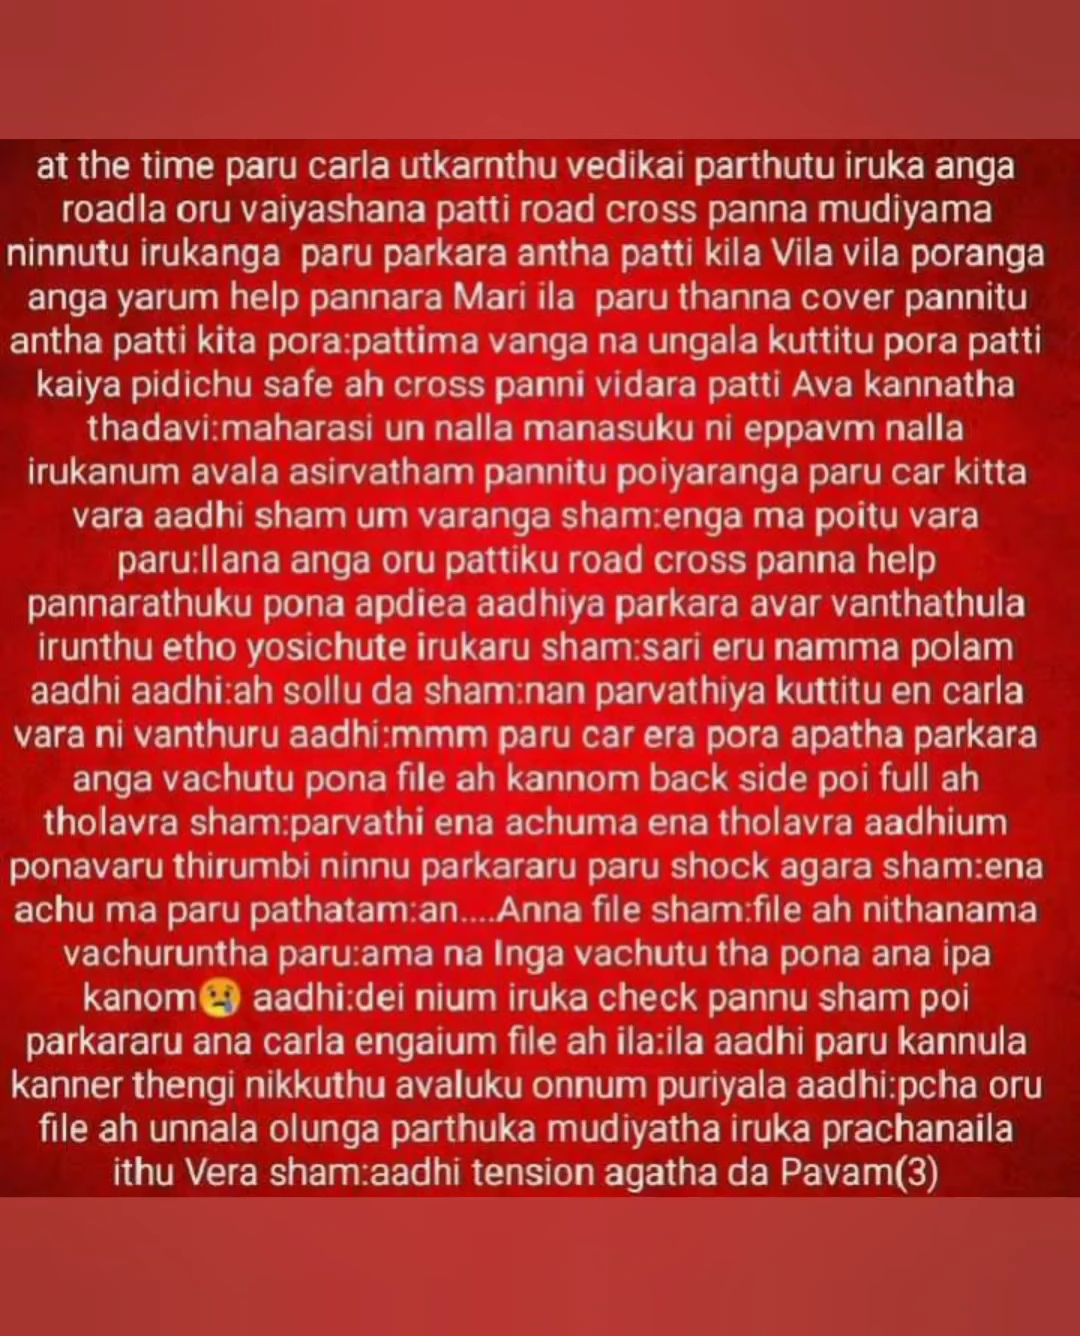 at the time paru carla utkarnthu vedikai parthutu iruka anga
roadla oru vaiyashana patti road cross panna mudiyama
ninnutu irukanga paru parkara antha patti kila Vila vila poranga
anga yarum help pannara Mari ila paru thanna cover pannitu
antha patti kita pora:pattima vanga na ungala kuttitu pora patti
kaiya pidichu safe ah cross panni vidara patti Ava kannatha
thadavi:maharasi un nalla manasuku ni eppavm nalla
irukanum avala asirvatham pannitu poiyaranga paru car kitta
vara aadhi sham um varanga sham:enga ma poitu vara
paru:llana anga oru pattiku road cross panna help
pannarathuku pona apdiea aadhiya parkara avar vanthathula
irunthu etho yosichute irukaru sham:sari eru namma polam
aadhi aadhi:ah sollu da sham:nan parvathiya kuttitu en carla
vara ni vanthuru aadhi:mmm paru car era pora apatha parkara
anga vachutu pona file ah kannom back side poi full ah
tholavra sham:parvathi ena achuma ena tholavra aadhium
ponavaru thirumbi ninnu parkararu paru shock agara sham:ena
achu ma paru pathatam:an....Anna file sham:file ah nithanama
vachuruntha paru:ama na Inga vachutu tha pona ana ipa
kanom😢 aadhi:dei nium iruka check pannu sham poi
parkararu ana carla engaium file ah ila:ila aadhi paru kannula
kanner thengi nikkuthu avaluku onnum puriyala aadhi:pcha oru
file ah unnala olunga parthuka mudiyatha iruka prachanaila
ithu Vera sham:aadhi tension agatha da Pavam(3)